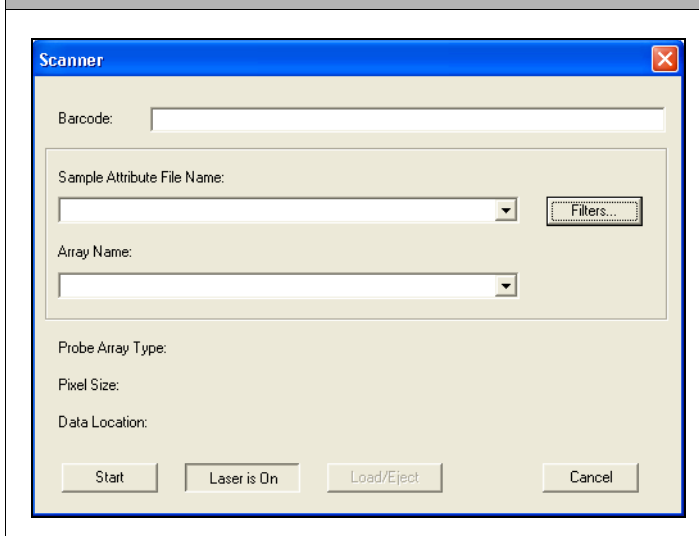 Scanner
Barcode:
Sample Attribute File Name:
Filters...
Array Name:
Probe Array Type:
Pixel Size:
Data Location:
Start Laser is On Load/Eject Cancel